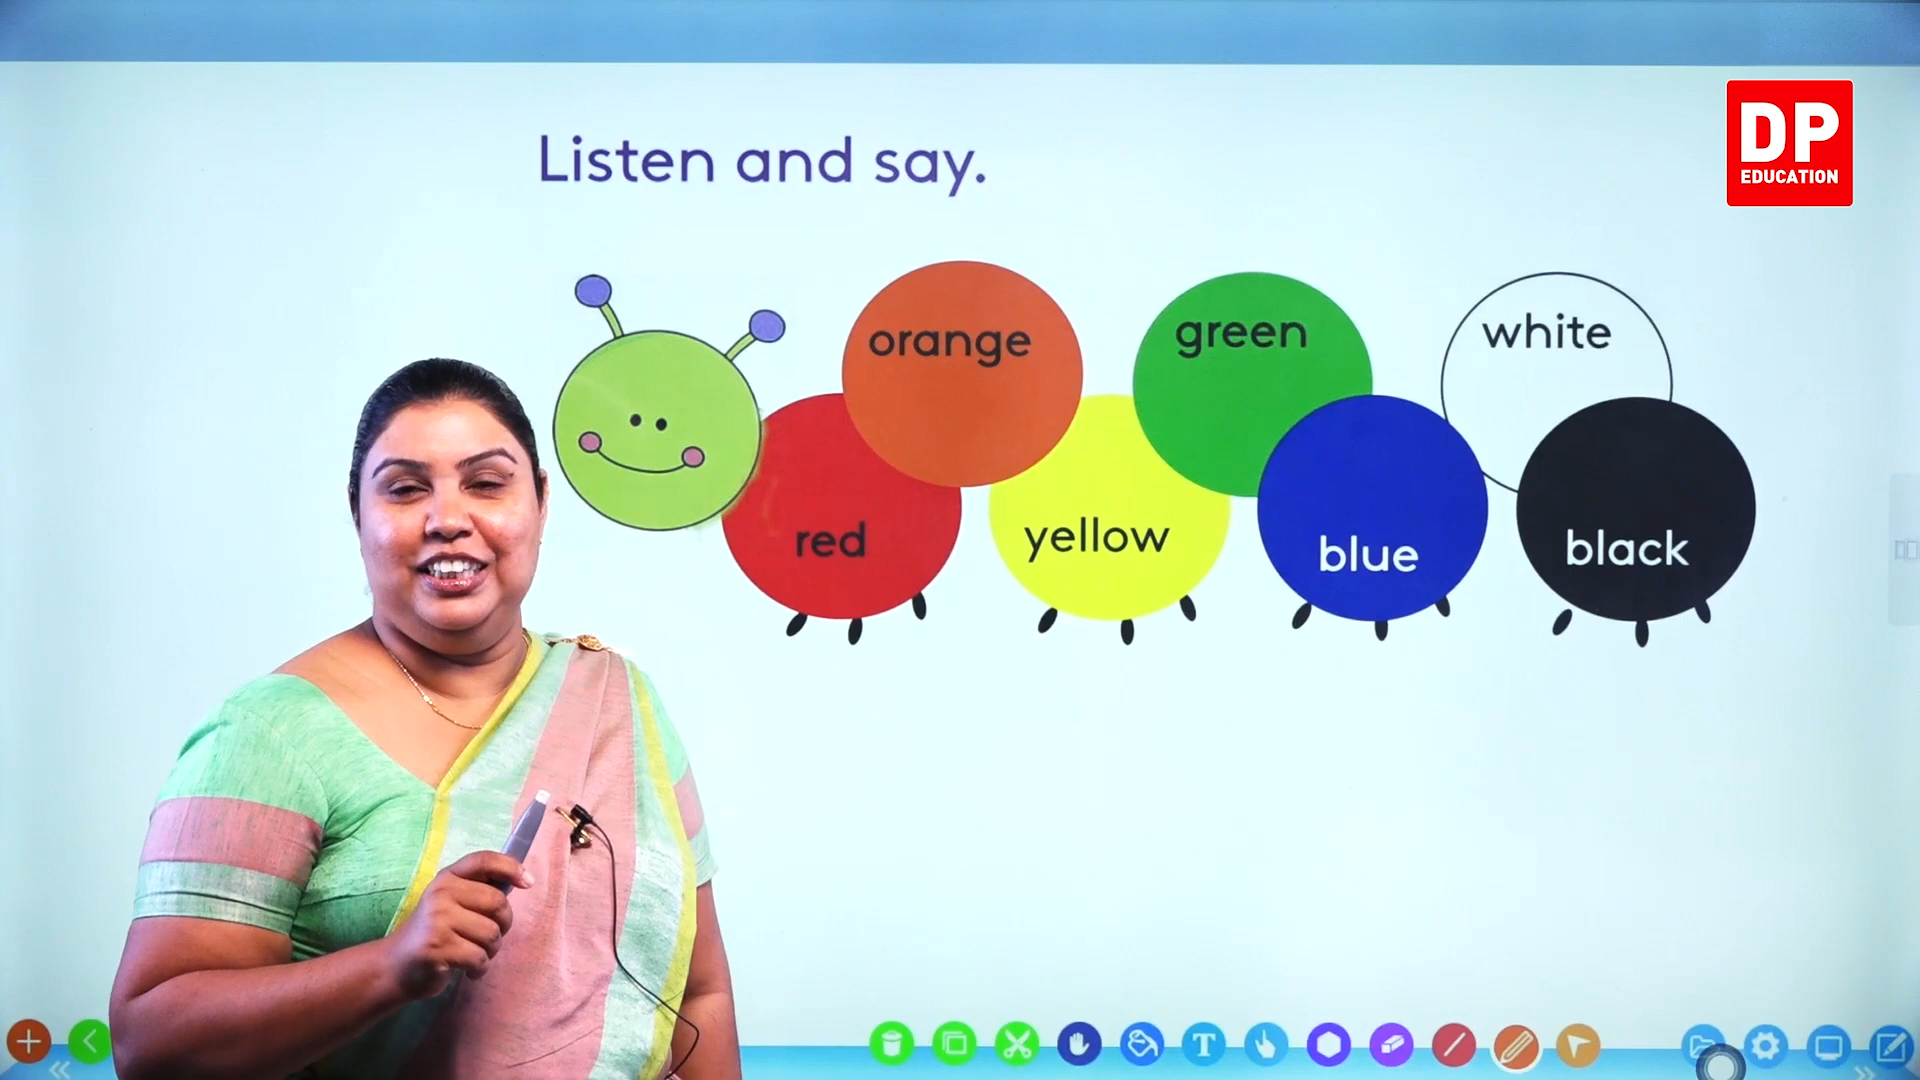 DP
EDUCATION
Listen and say.
orange
green
white
red
yellow
blue
black
T